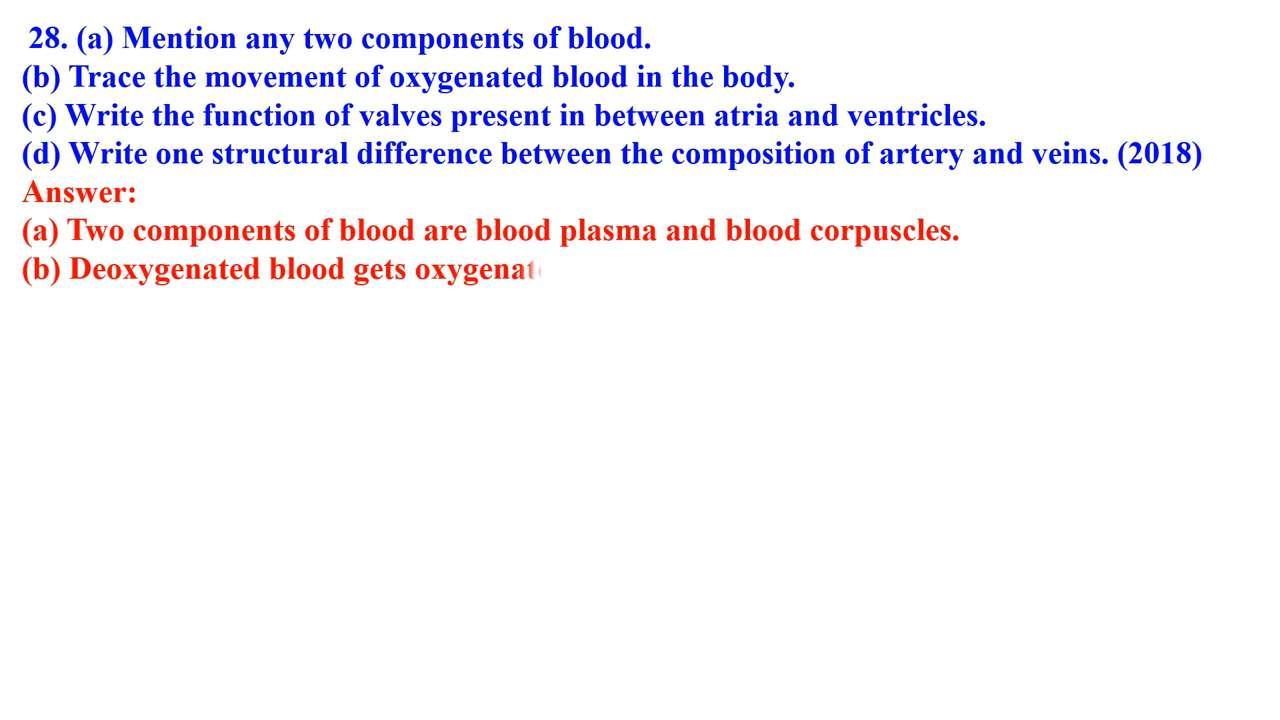 28. (a) Mention any two components of blood.
(b) Trace the movement of oxygenated blood in the body.
(c) Write the function of valves present in between atria and ventricles.
(d) Write one structural difference between the composition of artery and veins. (2018)
Answer:
(a) Two components of blood are blood plasma and blood corpuscles.
(b) Deoxygenated blood gets